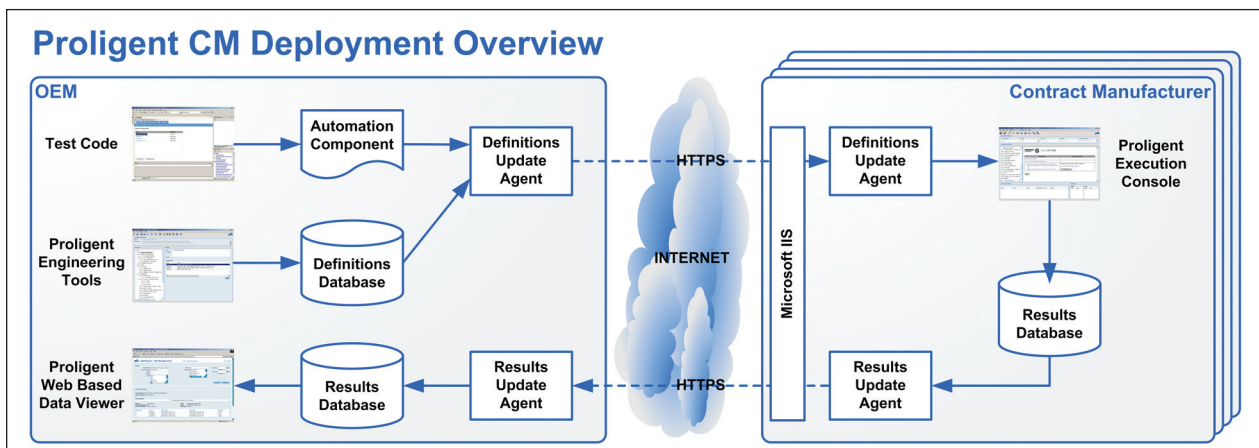 Proligent CM Deployment Overview
OEM
Test Code
Automation
Component
Definitions
Update
Agent
Proligent
Engineering
Tools
Definitions
Database
Proligent
Web Based
Data Viewer
Results
Database
Results
Update
Agent
HTTPS
INTERNET
HTTPS
Contract Manufacturer
Microsoft IIS
Definitions
Update
Agent
Proligent
Execution
Console
Results
Database
Results
Update
Agent